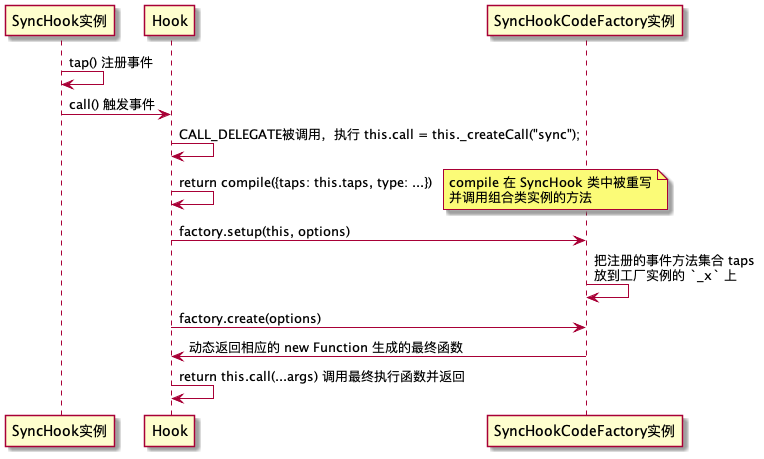 SyncHook实例
Hook
SyncHookCodeFactory实例
tap() 注册事件
call() 触发事件
CALL_DELEGATE被调用，执行 this.call = this._createCall("sync");
return compile({taps: this.taps, type: ...})
compile 在 SyncHook 类中被重写
并调用组合类实例的方法
factory.setup(this, options)
把注册的事件方法集合 taps
放到工厂实例的 `_x` 上
factory.create(options)
动态返回相应的 new Function 生成的最终函数
return this.call(...args) 调用最终执行函数并返回
SyncHook实例
Hook
SyncHookCodeFactory实例